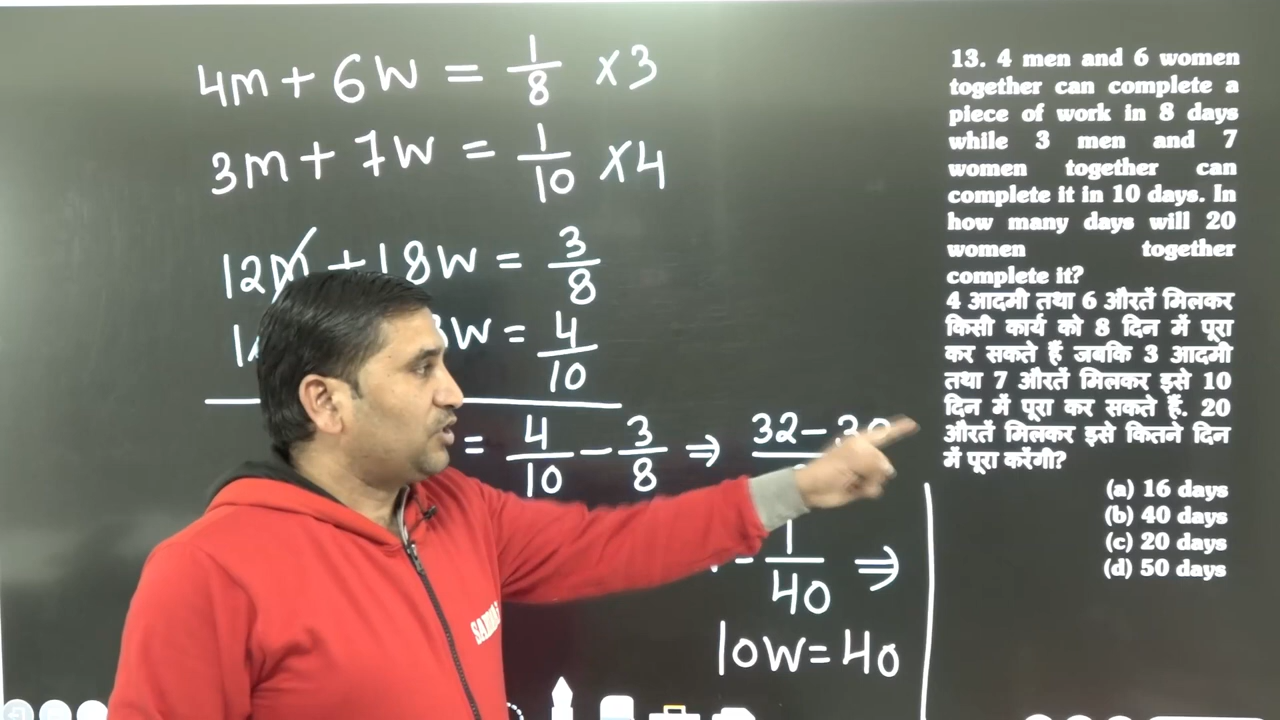 4m + 6w = 1/8 ×3
3m + 7w = 1/10 ×4
12m + 18w = 3/8
8w = 4/10
= 4/10 − 3/8 ⇒ 32−30
1/40 ⇒
10w = 40
13. 4 men and 6 women
together can complete a
piece of work in 8 days
while 3 men and 7
women together can
complete it in 10 days. In
how many days will 20
women together
complete it?
4 आदमी तथा 6 औरतें मिलकर
किसी कार्य को 8 दिन में पूरा
कर सकते हैं जबकि 3 आदमी
तथा 7 औरतें मिलकर इसे 10
दिन में पूरा कर सकते हैं. 20
औरतें मिलकर इसे कितने दिन
में पूरा करेंगी?
(a) 16 days
(b) 40 days
(c) 20 days
(d) 50 days